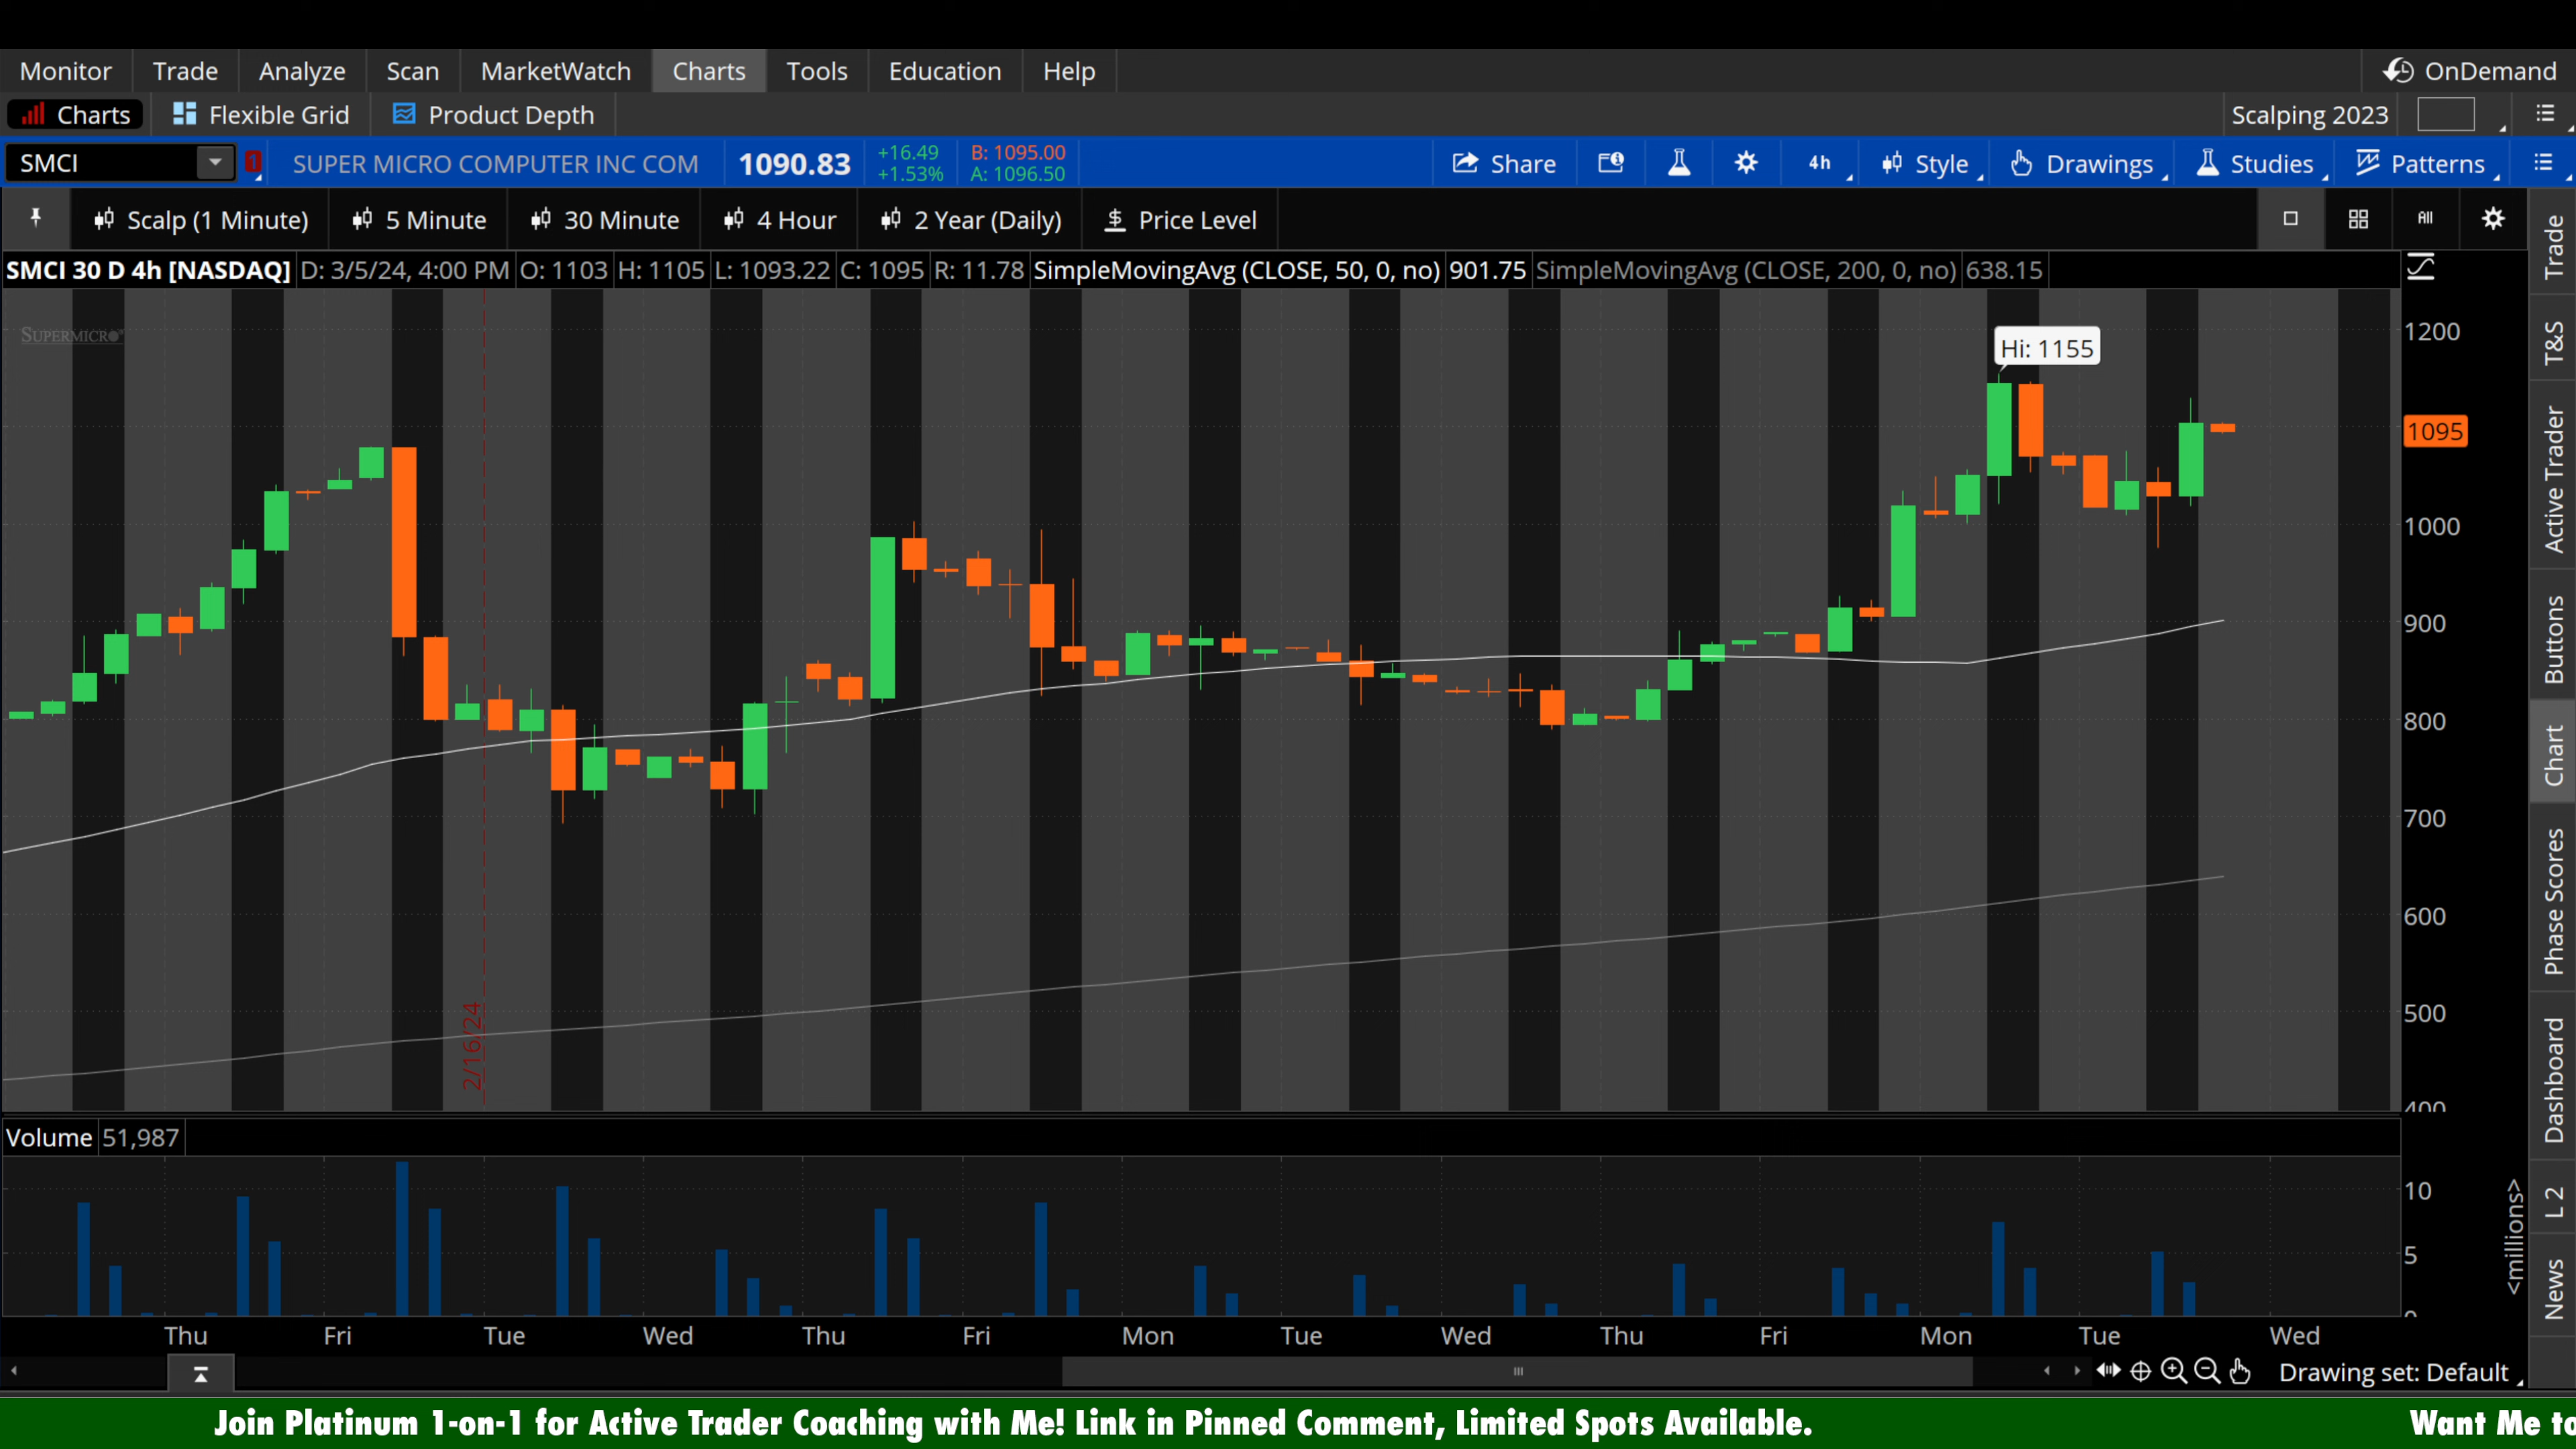 Monitor Trade Analyze Scan MarketWatch Charts Tools Education Help OnDemand
Charts Flexible Grid Product Depth Scalping 2023
SMCI 1 SUPER MICRO COMPUTER INC COM 1090.83 +16.49 B: 1095.00 Share 4h Style Drawings Studies Patterns
+1.53% A: 1096.50
Scalp (1 Minute) 5 Minute 30 Minute 4 Hour 2 Year (Daily) $ Price Level All
SMCI 30 D 4h [NASDAQ] D: 3/5/24, 4:00 PM O: 1103 H: 1105 L: 1093.22 C: 1095 R: 11.78 SimpleMovingAvg (CLOSE, 50, 0, no) 901.75 SimpleMovingAvg (CLOSE, 200, 0, no) 638.15
SUPERMICRO
Hi: 1155
1200
1095
1000
900
800
700
600
500
400
2/16/24
Volume 51,987
10
5
0
<millions>
Thu Fri Tue Wed Thu Fri Mon Tue Wed Thu Fri Mon Tue Wed
Drawing set: Default
Trade
T&S
Active Trader
Buttons
Chart
Phase Scores
Dashboard
L 2
News
Join Platinum 1-on-1 for Active Trader Coaching with Me! Link in Pinned Comment, Limited Spots Available. Want Me to